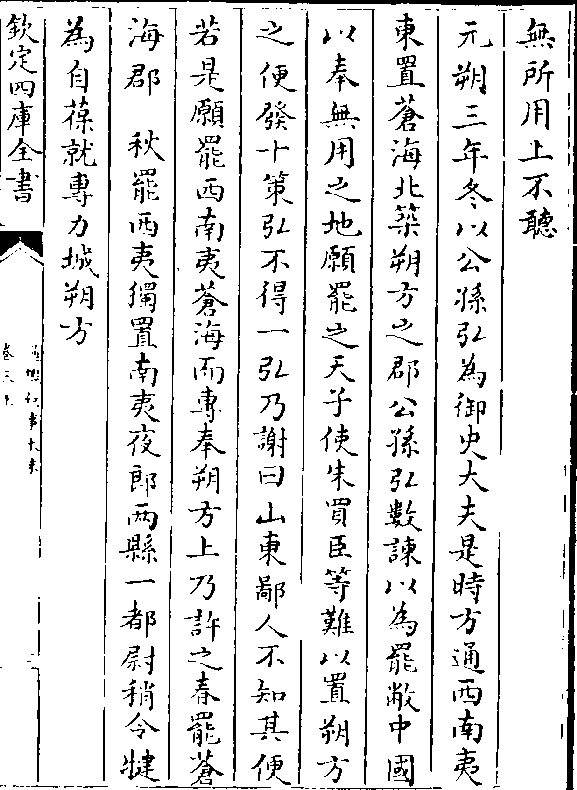 無所用上不聽
元朔三年冬以公孫弘為御史大夫是時方通西南夷
東置蒼海北築朔方之郡公孫弘數諫以為罷敝中國
以奉無用之地願罷之天子使朱買臣等難以置朔方
之便發十策弘不得一弘乃謝曰山東鄙人不知其便
若是願罷西南夷蒼海而專奉朔方上乃許之春罷蒼
海郡　秋罷西夷獨置南夷夜郎兩縣一都尉稍令犍
為自葆就專力城朔方
欽定四庫全書